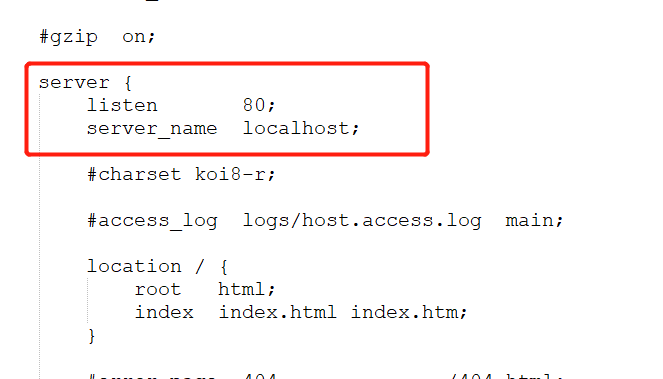 #gzip  on;
server {
listen       80;
server_name  localhost;
#charset koi8-r;
#access_log  logs/host.access.log  main;
location / {
root   html;
index  index.html index.htm;
}